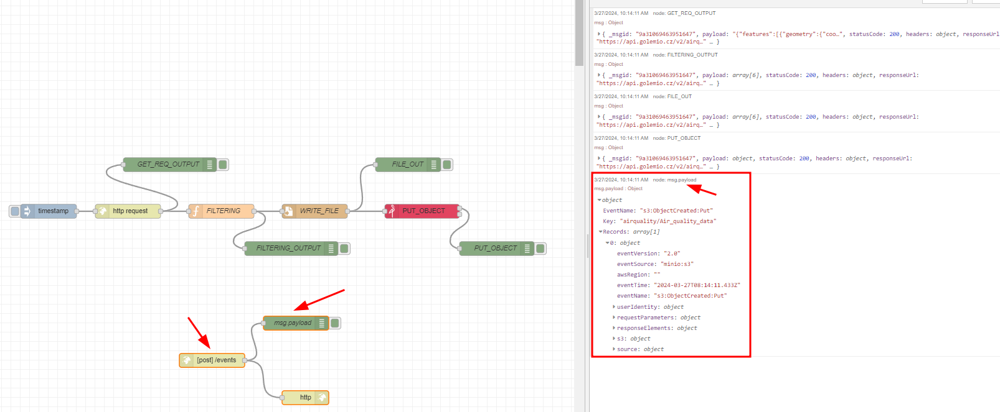 GET_REQ_OUTPUT
FILE_OUT
timestamp
http request
FILTERING
WRITE_FILE
PUT_OBJECT
FILTERING_OUTPUT
PUT_OBJECT
msg.payload
[post] /events
http
3/27/2024, 10:14:11 AM node: GET_REQ_OUTPUT
msg : Object
{ _msgid: "9a31069463951647", payload: "{"features":[{"geometry":{"coo…", statusCode: 200, headers: object, responseUrl
"https://api.golemio.cz/v2/airq…" … }
3/27/2024, 10:14:11 AM node: FILTERING_OUTPUT
msg : Object
{ _msgid: "9a31069463951647", payload: array[6], statusCode: 200, headers: object, responseUrl:
"https://api.golemio.cz/v2/airq…" … }
3/27/2024, 10:14:11 AM node: FILE_OUT
msg : Object
{ _msgid: "9a31069463951647", payload: array[6], statusCode: 200, headers: object, responseUrl:
"https://api.golemio.cz/v2/airq…" … }
3/27/2024, 10:14:11 AM node: PUT_OBJECT
msg : Object
{ _msgid: "9a31069463951647", payload: object, statusCode: 200, headers: object, responseUrl:
"https://api.golemio.cz/v2/airq…" … }
3/27/2024, 10:14:11 AM node: msg.payload
msg.payload : Object
object
EventName: "s3:ObjectCreated:Put"
Key: "airquality/Air_quality_data"
Records: array[1]
0: object
eventVersion: "2.0"
eventSource: "minio:s3"
awsRegion: ""
eventTime: "2024-03-27T08:14:11.433Z"
eventName: "s3:ObjectCreated:Put"
userIdentity: object
requestParameters: object
responseElements: object
s3: object
source: object